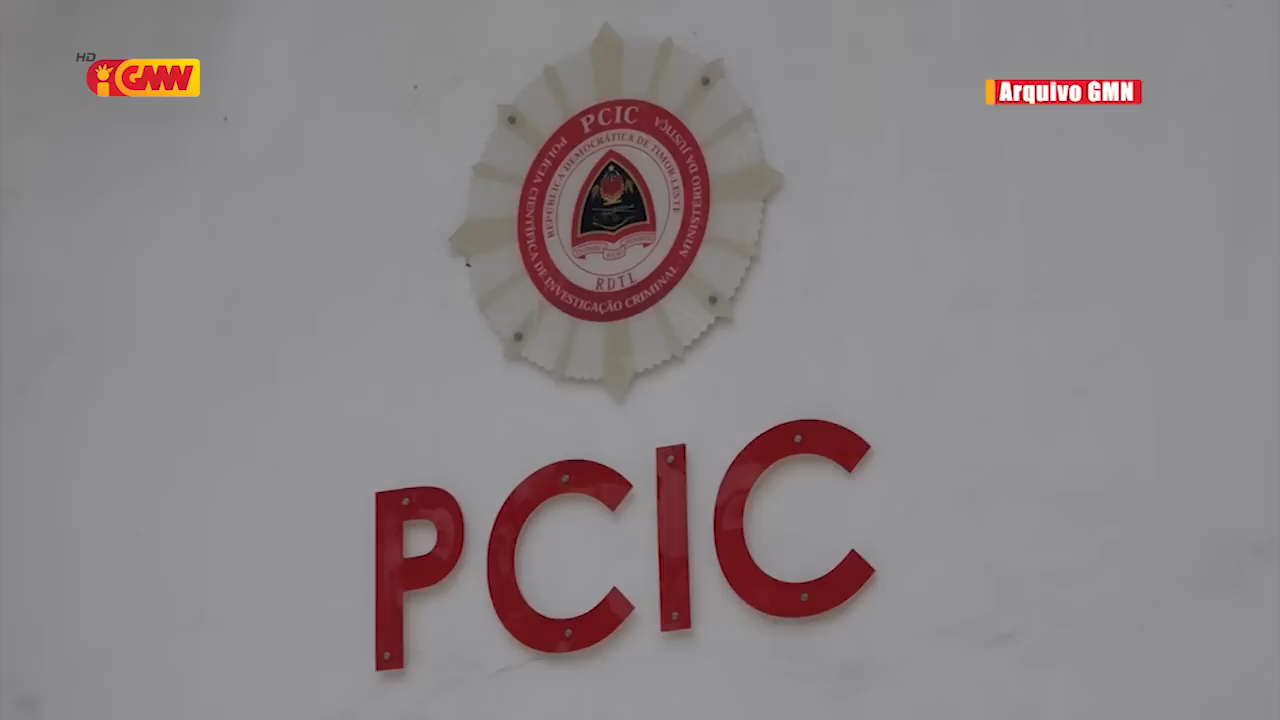 HD
GMN
Arquivo GMN
PCIC
POLÍCIA CIENTÍFICA DE INVESTIGAÇÃO CRIMINAL
MINISTÉRIO DA JUSTIÇA
REPÚBLICA DEMOCRÁTICA DE TIMOR-LESTE
RDTL
PCIC